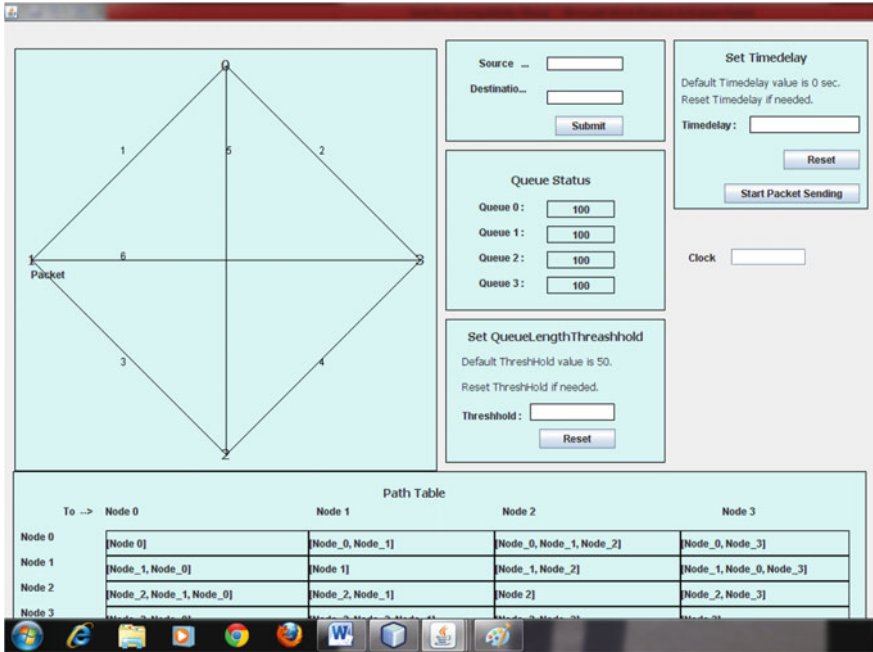 0
1
5
2
1
6
3
Packet
3
4
2
Source ...
Destinatio...
Submit
Queue Status
Queue 0 : 100
Queue 1 : 100
Queue 2 : 100
Queue 3 : 100
Set QueueLengthThreashhold
Default ThreshHold value is 50.
Reset ThreshHold if needed.
Threshhold :
Reset
Set Timedelay
Default Timedelay value is 0 sec.
Reset Timedelay if needed.
Timedelay :
Reset
Start Packet Sending
Clock
Path Table
To --> Node 0 Node 1 Node 2 Node 3
Node 0 [Node 0] [Node_0, Node_1] [Node_0, Node_1, Node_2] [Node_0, Node_3]
Node 1 [Node_1, Node_0] [Node 1] [Node_1, Node_2] [Node_1, Node_0, Node_3]
Node 2 [Node_2, Node_1, Node_0] [Node_2, Node_1] [Node 2] [Node_2, Node_3]
Node 3